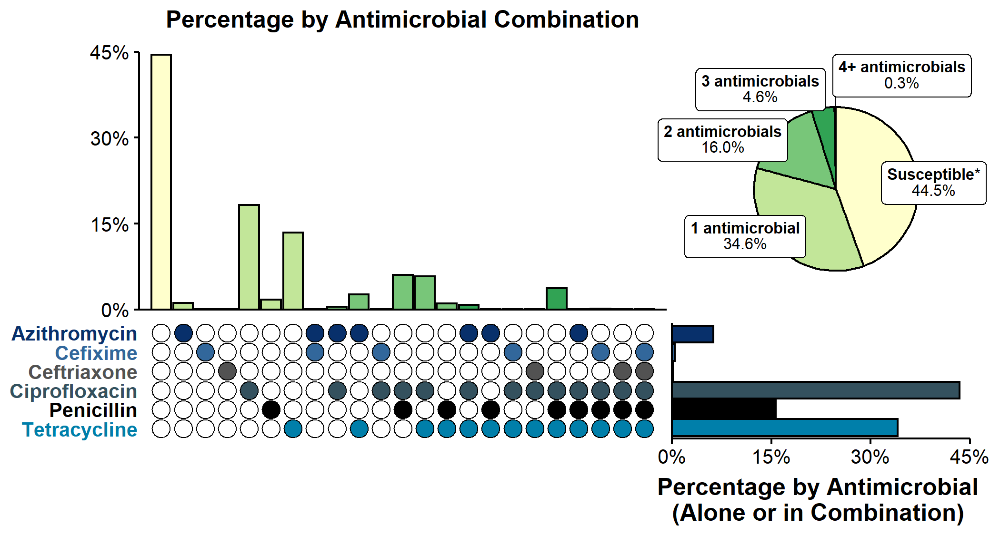 Percentage by Antimicrobial Combination
45%
30%
15%
0%
4+ antimicrobials
0.3%
3 antimicrobials
4.6%
2 antimicrobials
16.0%
Susceptible*
44.5%
1 antimicrobial
34.6%
Azithromycin
Cefixime
Ceftriaxone
Ciprofloxacin
Penicillin
Tetracycline
0% 15% 30% 45%
Percentage by Antimicrobial
(Alone or in Combination)